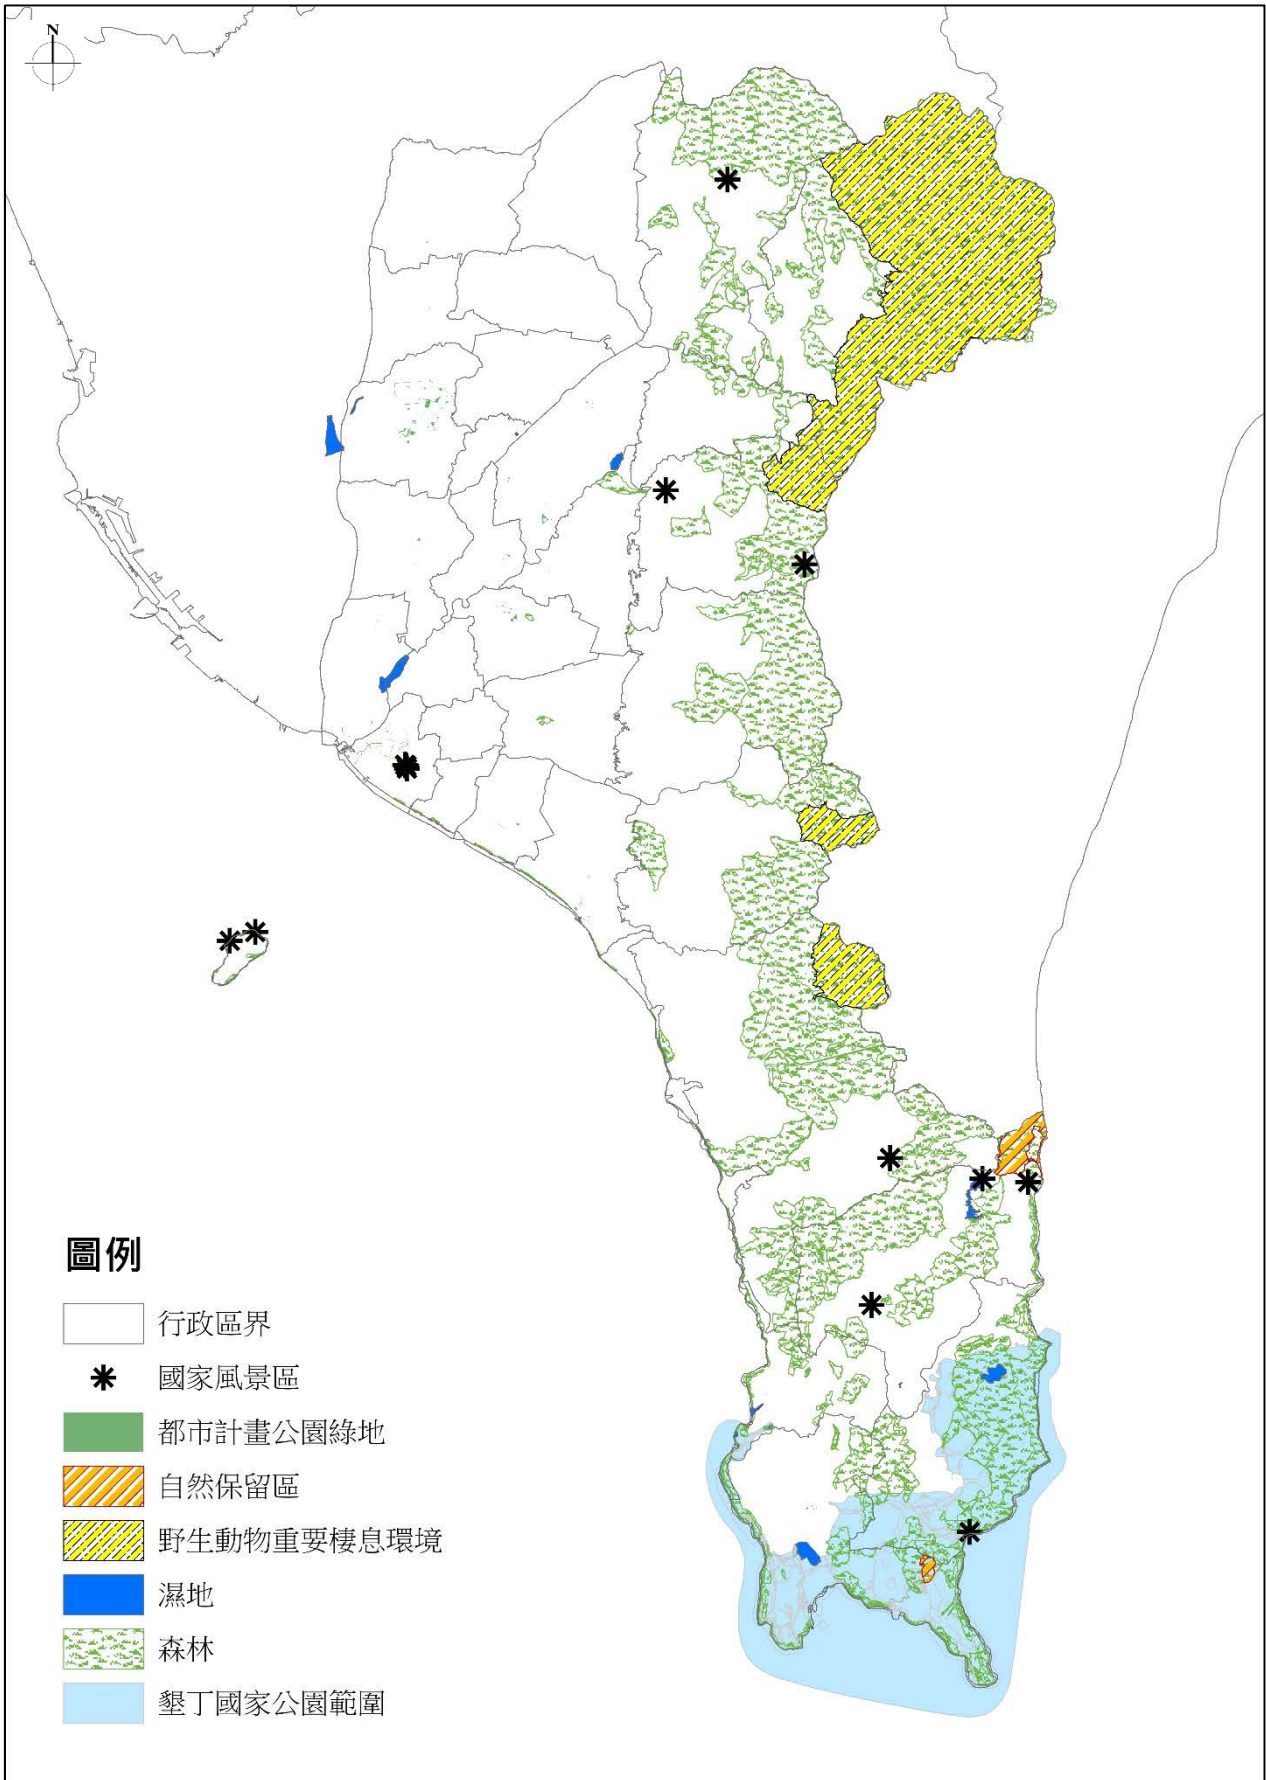 N
圖例
行政區界
國家風景區
都市計畫公園綠地
自然保留區
野生動物重要棲息環境
濕地
森林
墾丁國家公園範圍